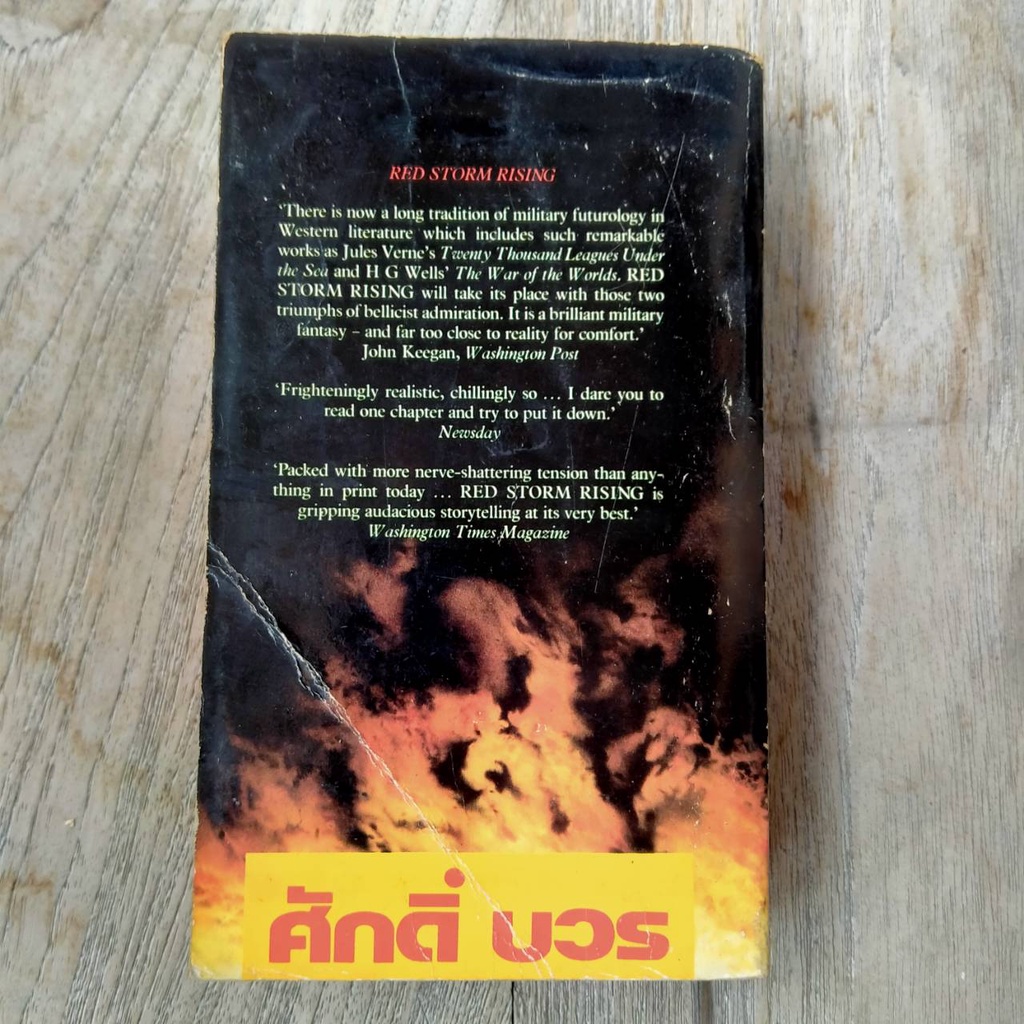 RED STORM RISING
‘There is now a long tradition of military futurology in
Western literature which includes such remarkable
works as Jules Verne’s Twenty Thousand Leagues Under
the Sea and H G Wells’ The War of the Worlds. RED
STORM RISING will take its place with those two
triumphs of bellicist admiration. It is a brilliant military
fantasy – and far too close to reality for comfort.’
John Keegan, Washington Post
‘Frighteningly realistic, chillingly so ... I dare you to
read one chapter and try to put it down.’
Newsday
‘Packed with more nerve-shattering tension than any-
thing in print today ... RED STORM RISING is
gripping audacious storytelling at its very best.’
Washington Times Magazine
ศักดิ์ บวร